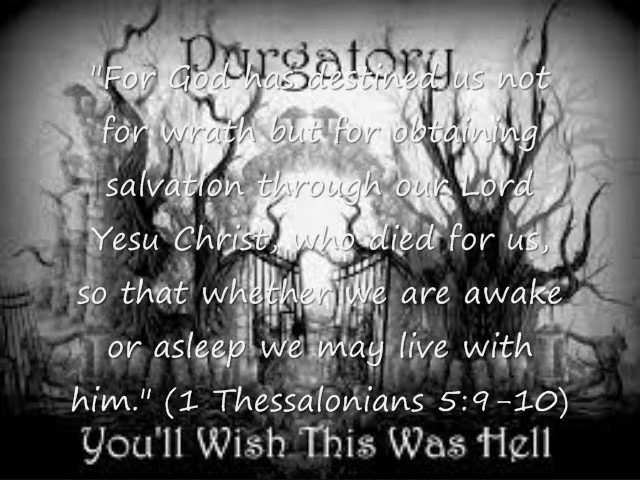 Purgatory
"For God has destined us not
for wrath but for obtaining
salvation through our Lord
Yesu Christ, who died for us,
so that whether we are awake
or asleep we may live with
him." (1 Thessalonians 5:9-10)
You'll Wish This Was Hell